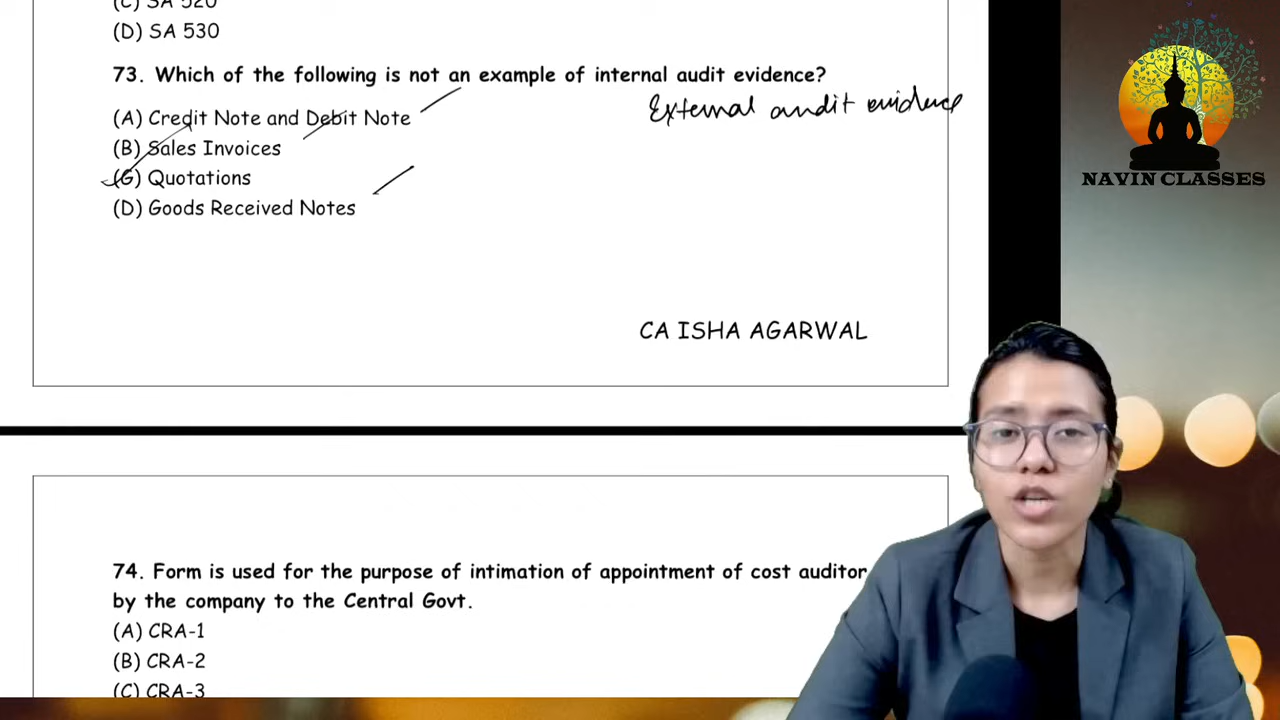 (C) SA 520
(D) SA 530
73. Which of the following is not an example of internal audit evidence?
External audit evidence
(A) Credit Note and Debit Note
(B) Sales Invoices
(C) Quotations
(D) Goods Received Notes
NAVIN CLASSES
CA ISHA AGARWAL
74. Form is used for the purpose of intimation of appointment of cost auditor
by the company to the Central Govt.
(A) CRA-1
(B) CRA-2
(C) CRA-3